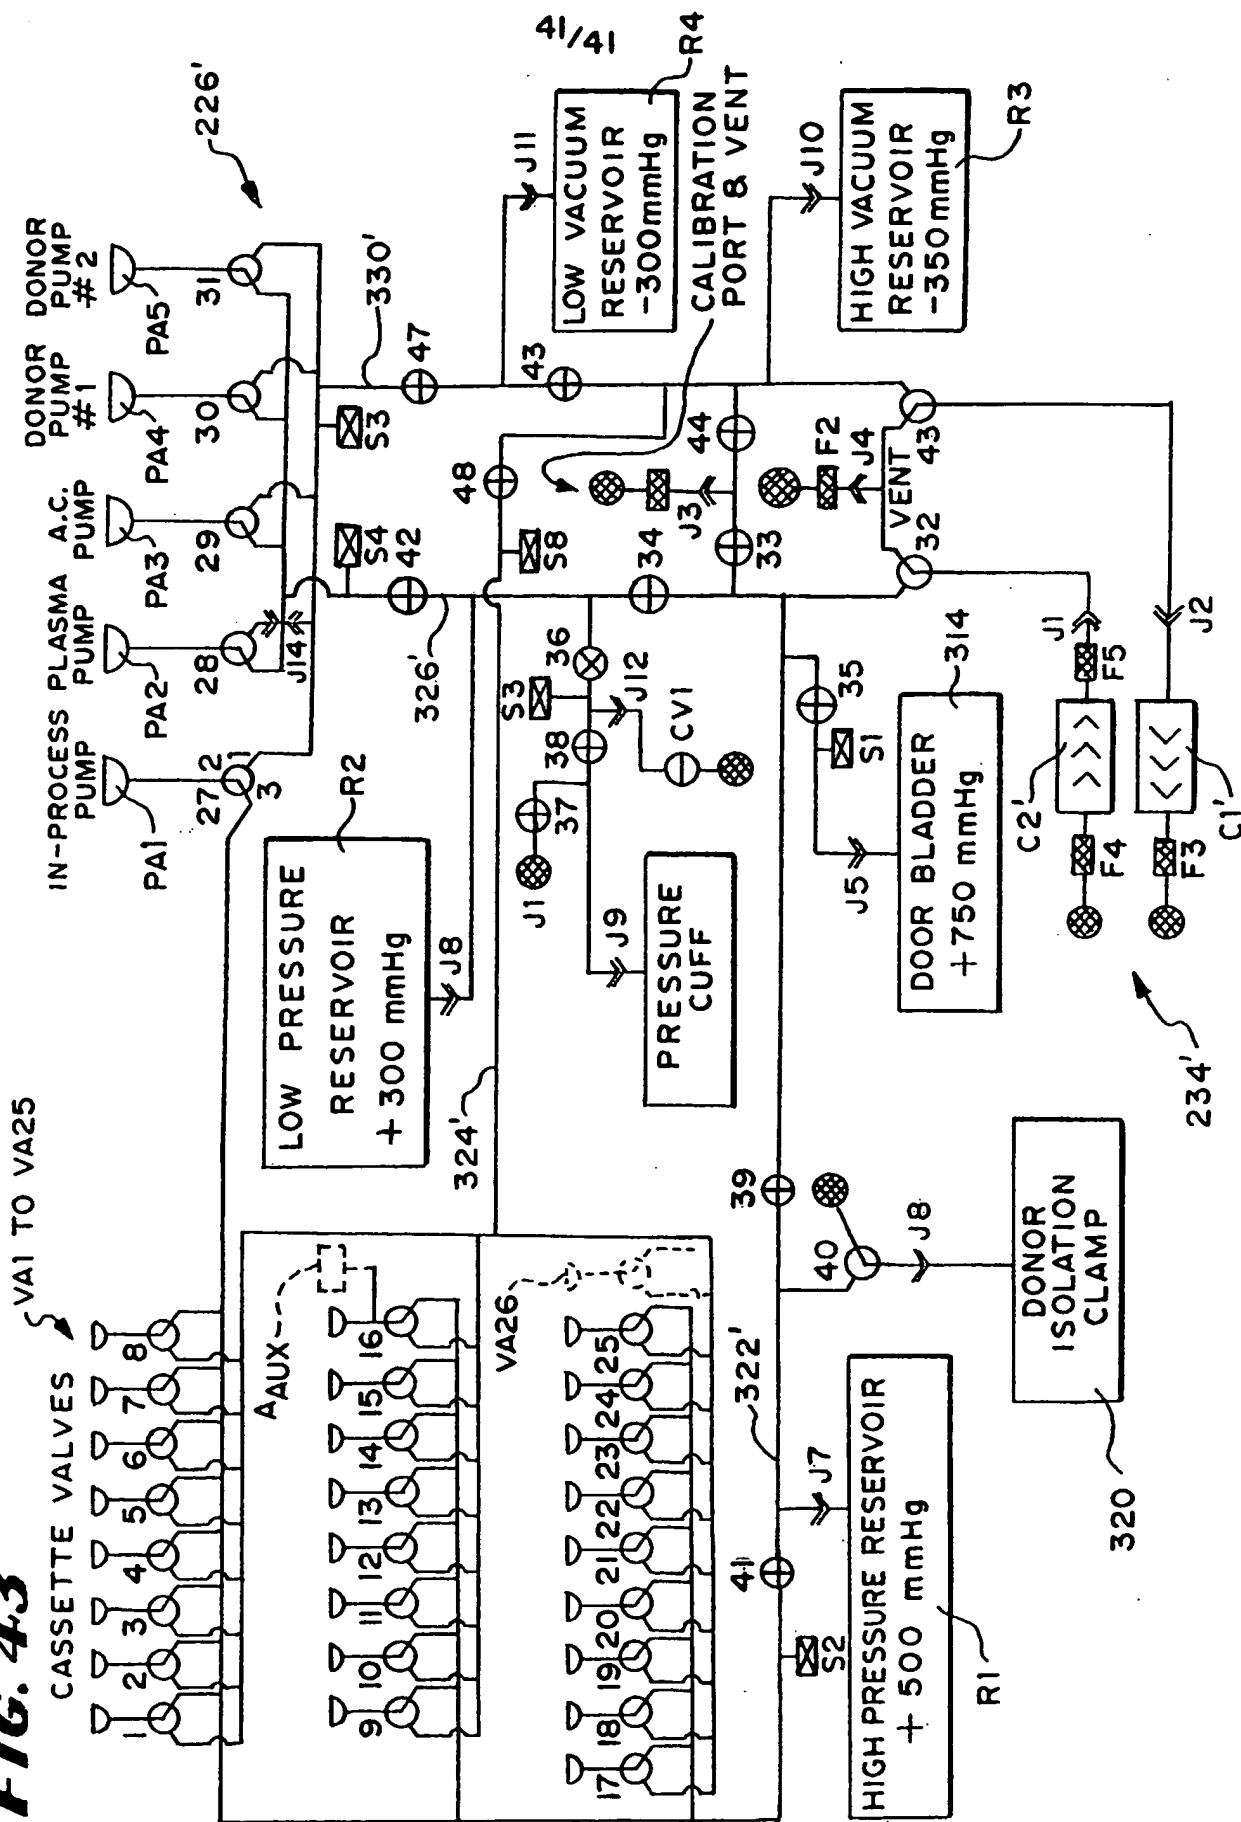 41/41
FIG. 43
CASSETTE VALVES
VA1 TO VA25
IN-PROCESS PUMP
PLASMA PUMP
A.C. PUMP
DONOR PUMP #1
DONOR PUMP #2
226'
PA1
PA2
PA3
PA4
PA5
1
2
3
4
5
6
7
8
27
2
1
3
28
29
30
31
J14
AAUX
9
10
11
12
13
14
15
16
LOW PRESSURE
RESERVOIR
+300 mmHg
R2
J8
326'
S4
42
S3
330'
47
VA26
324'
J11
LOW VACUUM
RESERVOIR
-300mmHg
R4
43
48
S8
CALIBRATION
PORT & VENT
17
18
19
20
21
22
23
24
25
J1
37
38
S3
36
J12
CV1
J9
PRESSURE
CUFF
34
J3
33
44
J10
HIGH VACUUM
RESERVOIR
-350mmHg
R3
F2
J4
VENT
32
43
41
S2
322'
39
40
J8
DONOR
ISOLATION
CLAMP
320
J7
HIGH PRESSURE RESERVOIR
+500 mmHg
R1
35
S1
J5
DOOR BLADDER
+750 mmHg
314
J1
F5
C2'
F4
J2
C1'
F3
234'